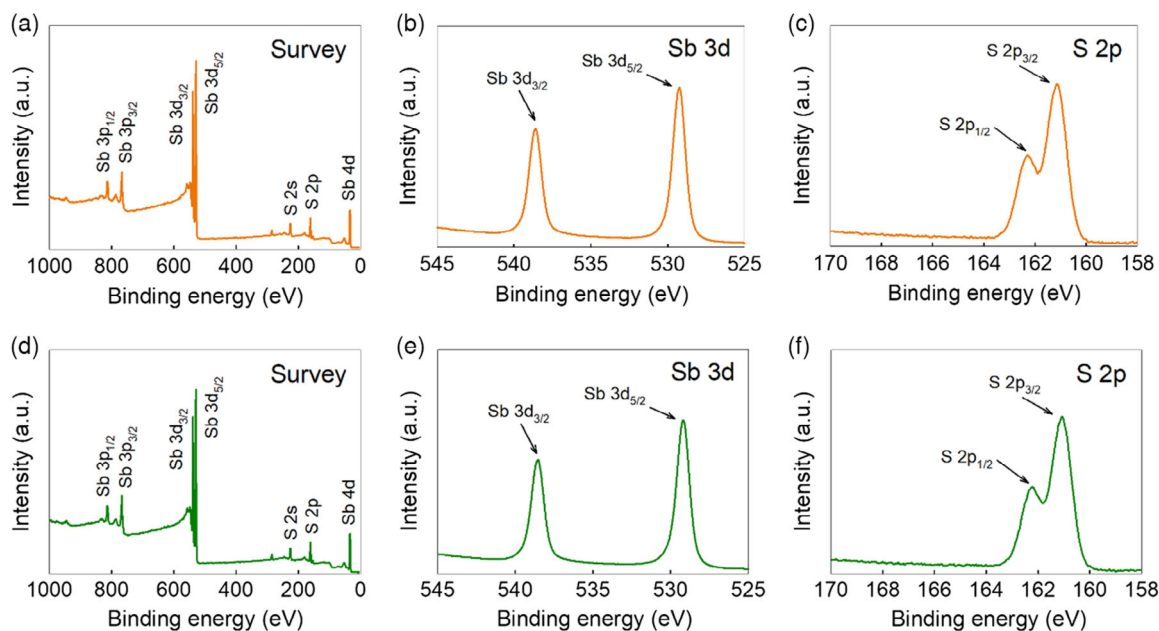 (a)
Survey
Intensity (a.u.)
Sb 3p1/2
Sb 3p3/2
Sb 3d3/2
Sb 3d5/2
S 2s
S 2p
Sb 4d
1000 800 600 400 200 0
Binding energy (eV)
(b)
Sb 3d
Intensity (a.u.)
Sb 3d3/2
Sb 3d5/2
545 540 535 530 525
Binding energy (eV)
(c)
S 2p
Intensity (a.u.)
S 2p3/2
S 2p1/2
170 168 166 164 162 160 158
Binding energy (eV)
(d)
Survey
Intensity (a.u.)
Sb 3p1/2
Sb 3p3/2
Sb 3d3/2
Sb 3d5/2
S 2s
S 2p
Sb 4d
1000 800 600 400 200 0
Binding energy (eV)
(e)
Sb 3d
Intensity (a.u.)
Sb 3d3/2
Sb 3d5/2
545 540 535 530 525
Binding energy (eV)
(f)
S 2p
Intensity (a.u.)
S 2p3/2
S 2p1/2
170 168 166 164 162 160 158
Binding energy (eV)